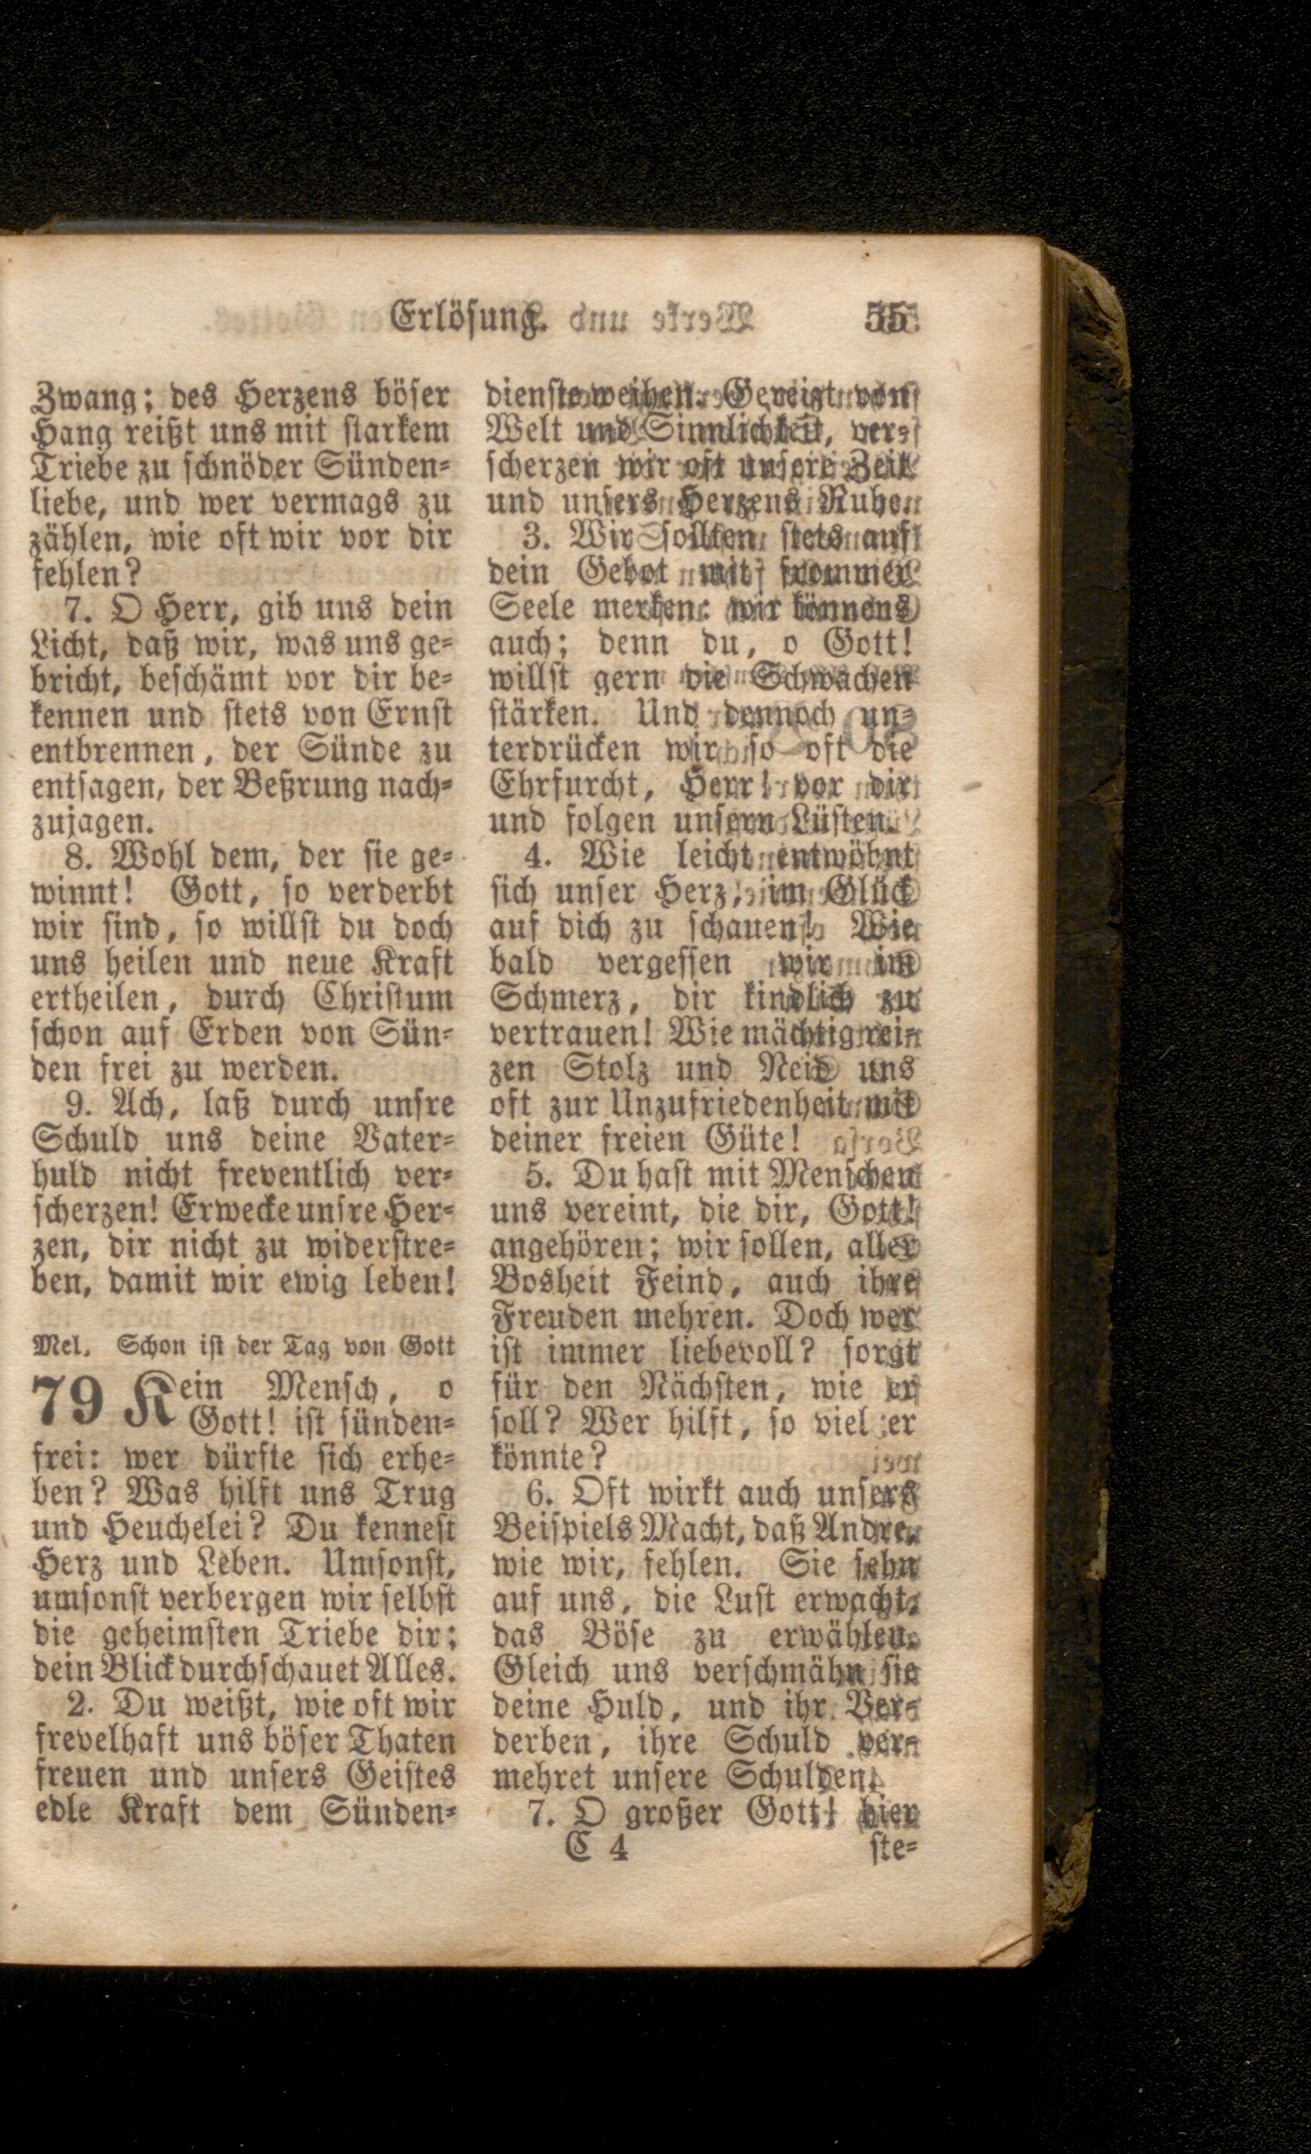 Erlösung. 55
Zwang; des Herzens böser
Hang reißt uns mit starkem
Triebe zu schnöder Sünden-
liebe, und wer vermags zu
zählen, wie oft wir vor dir
fehlen?
7. O Herr, gib uns dein
Licht, daß wir, was uns ge-
bricht, beschämt vor dir be-
kennen und stets von Ernst
entbrennen, der Sünde zu
entsagen, der Beßrung nach-
zujagen.
8. Wohl dem, der sie ge-
winnt! Gott, so verderbt
wir sind, so willst du doch
uns heilen und neue Kraft
ertheilen, durch Christum
schon auf Erden von Sün-
den frei zu werden.
9. Ach, laß durch unsre
Schuld uns deine Vater-
huld nicht freventlich ver-
scherzen! Erwecke unsre Her-
zen, dir nicht zu widerstre-
ben, damit wir ewig leben!
Mel. Schon ist der Tag von Gott
79 Kein Mensch, o
Gott! ist sünden-
frei: wer dürfte sich erhe-
ben? Was hilft uns Trug
und Heuchelei? Du kennest
Herz und Leben. Umsonst,
umsonst verbergen wir selbst
die geheimsten Triebe dir;
dein Blick durchschauet Alles.
2. Du weißt, wie oft wir
frevelhaft uns böser Thaten
freuen und unsers Geistes
edle Kraft dem Sünden-
dienste weihen. Gereizt von
Welt und Sinnlichkeit, ver-
scherzen wir oft unsere Zeit
und unsers Herzens Ruhe.
3. Wir sollten stets auf
dein Gebot mit frommer
Seele merken: wir könnens
auch; denn du, o Gott!
willst gern die Schwachen
stärken. Und dennoch un-
terdrücken wir so oft die
Ehrfurcht, Herr! vor dir
und folgen unsern Lüsten.
4. Wie leicht entwöhnt
sich unser Herz, im Glück
auf dich zu schauen! Wie
bald vergessen wir im
Schmerz, dir kindlich zu
vertrauen! Wie mächtig rei-
zen Stolz und Neid uns
oft zur Unzufriedenheit mit
deiner freien Güte!
5. Du hast mit Menschen
uns vereint, die dir, Gott!
angehören; wir sollen, aller
Bosheit Feind, auch ihre
Freuden mehren. Doch wer
ist immer liebevoll? sorgt
für den Nächsten, wie er
soll? Wer hilft, so viel er
könnte?
6. Oft wirkt auch unsers
Beispiels Macht, daß Andre,
wie wir, fehlen. Sie sehn
auf uns, die Lust erwacht,
das Böse zu erwählen.
Gleich uns verschmähn sie
deine Huld, und ihr Ver-
derben, ihre Schuld ver-
mehret unsere Schulden.
7. O großer Gott! hier
C 4 ste-